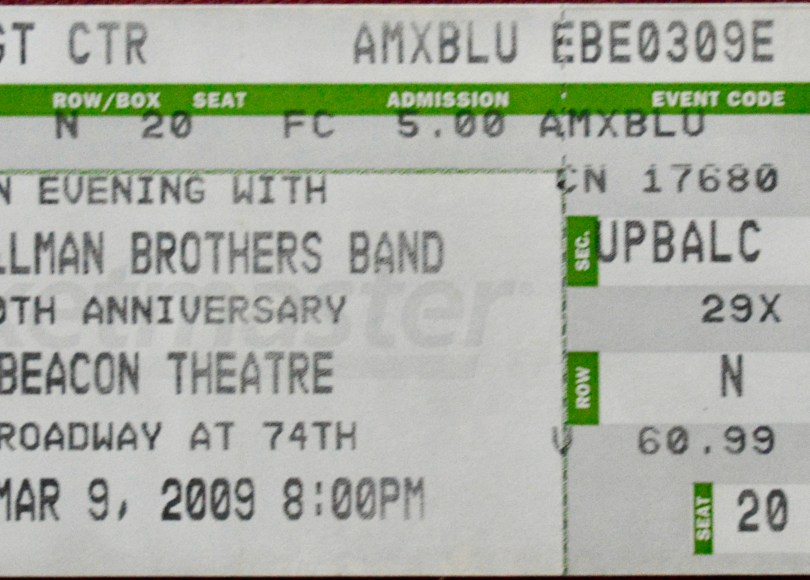 GT CTR AMXBLU EBE0309E
ROW/BOX SEAT ADMISSION EVENT CODE
N 20 FC 5.00 AMXBLU
N EVENING WITH CN 17680
LLMAN BROTHERS BAND SEC. UPBALC
0TH ANNIVERSARY 29X
ketmaster
BEACON THEATRE ROW N
ROADWAY AT 74TH V 60.99
MAR 9, 2009 8:00PM SEAT 20